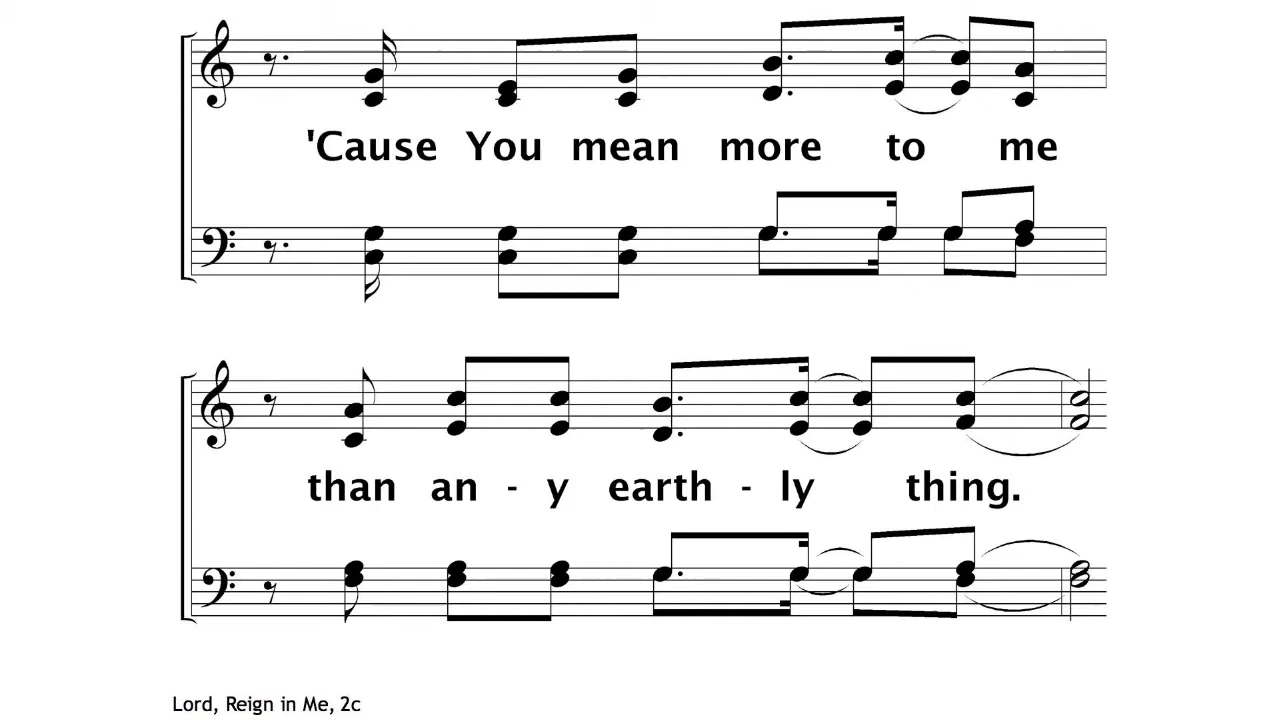 'Cause You mean more to me
than an - y earth - ly thing.
Lord, Reign in Me, 2c